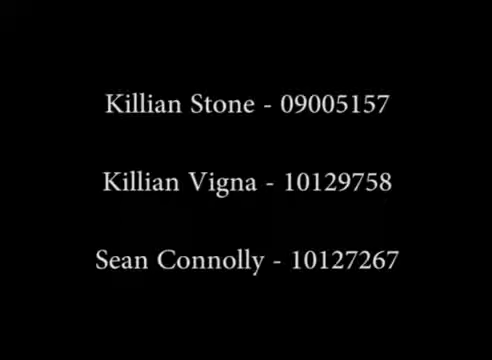 Killian Stone - 09005157
Killian Vigna - 10129758
Sean Connolly - 10127267